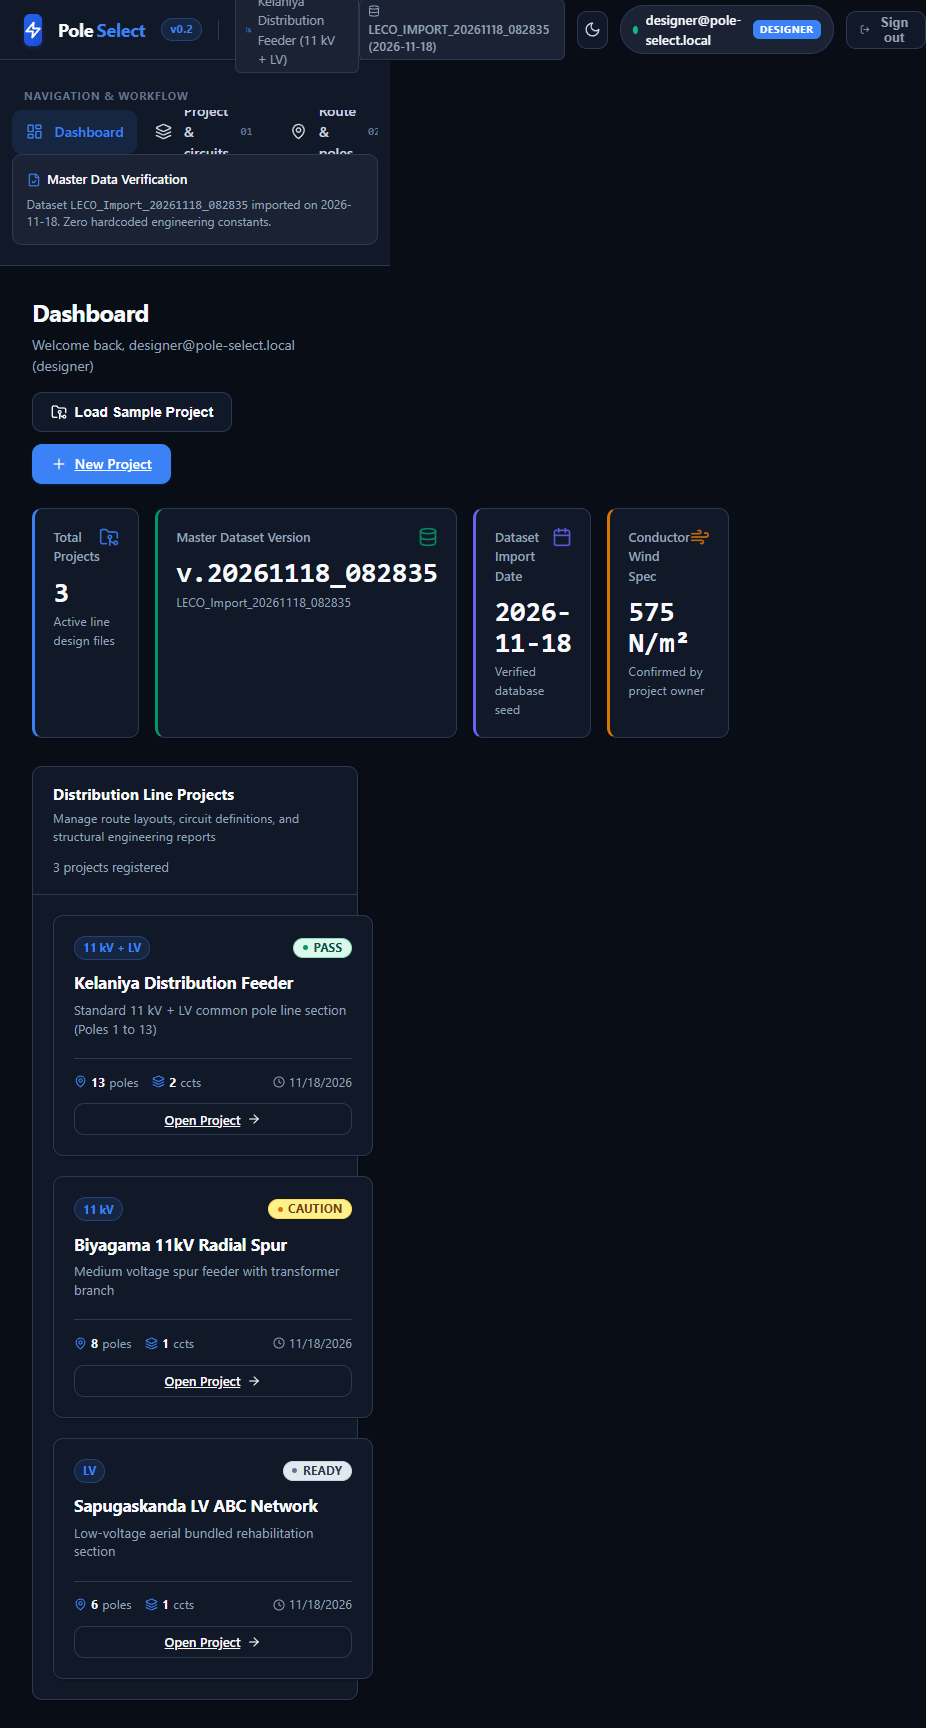 Pole Select
v0.2
Kelaniya
Distribution
Feeder (11 kV
+ LV)
LECO_IMPORT_20261118_082835
(2026-11-18)
designer@pole-
select.local
DESIGNER
Sign
out
NAVIGATION & WORKFLOW
Dashboard
Project
&
circuits
01
Route
&
poles
02
Master Data Verification
Dataset LECO_Import_20261118_082835 imported on 2026-
11-18. Zero hardcoded engineering constants.
Dashboard
Welcome back, designer@pole-select.local
(designer)
Load Sample Project
New Project
Total
Projects
3
Active line
design files
Master Dataset Version
v.20261118_082835
LECO_Import_20261118_082835
Dataset
Import
Date
2026-
11-18
Verified
database
seed
Conductor
Wind
Spec
575
N/m²
Confirmed by
project owner
Distribution Line Projects
Manage route layouts, circuit definitions, and
structural engineering reports
3 projects registered
11 kV + LV
PASS
Kelaniya Distribution Feeder
Standard 11 kV + LV common pole line section
(Poles 1 to 13)
13 poles 2 ccts 11/18/2026
Open Project
11 kV
CAUTION
Biyagama 11kV Radial Spur
Medium voltage spur feeder with transformer
branch
8 poles 1 ccts 11/18/2026
Open Project
LV
READY
Sapugaskanda LV ABC Network
Low-voltage aerial bundled rehabilitation
section
6 poles 1 ccts 11/18/2026
Open Project